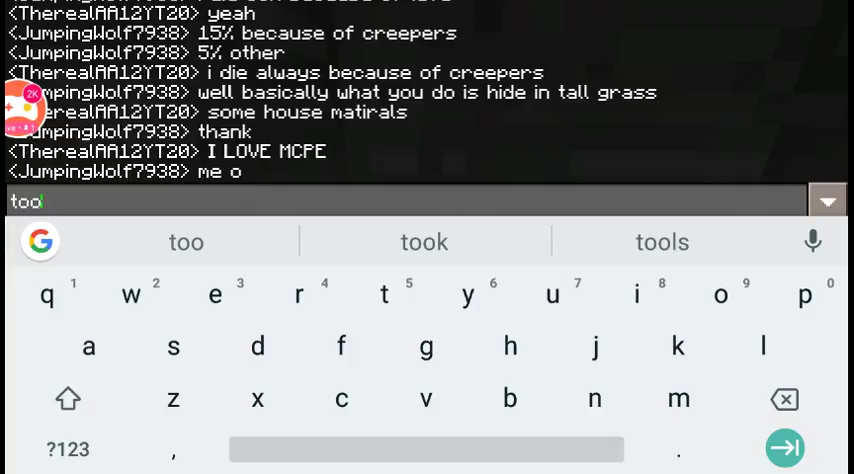 <TherealAA12YT20> yeah
<JumpingWolf7938> 15% because of creepers
<JumpingWolf7938> 5% other
<TherealAA12YT20> i die always because of creepers
<JumpingWolf7938> well basically what you do is hide in tall grass
erealAA12YT20> some house matirals
umpingWolf7938> thank
<TherealAA12YT20> I LOVE MCPE
<JumpingWolf7938> me o
2K
too
G too took tools
q 1 w 2 e 3 r 4 t 5 y 6 u 7 i 8 o 9 p 0
a s d f g h j k l
z x c v b n m
?123 , .